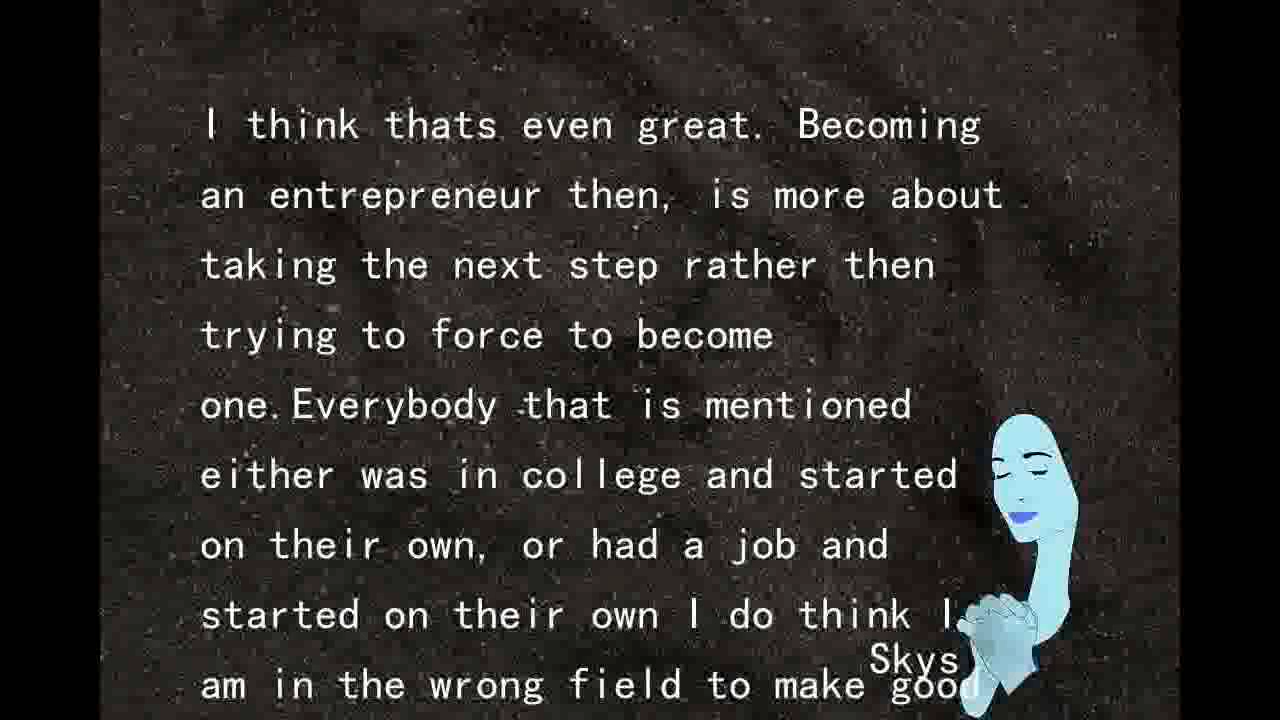 I think thats even great. Becoming
an entrepreneur then, is more about
taking the next step rather then
trying to force to become
one.Everybody that is mentioned
either was in college and started
on their own, or had a job and
started on their own I do think I
Skys
am in the wrong field to make good